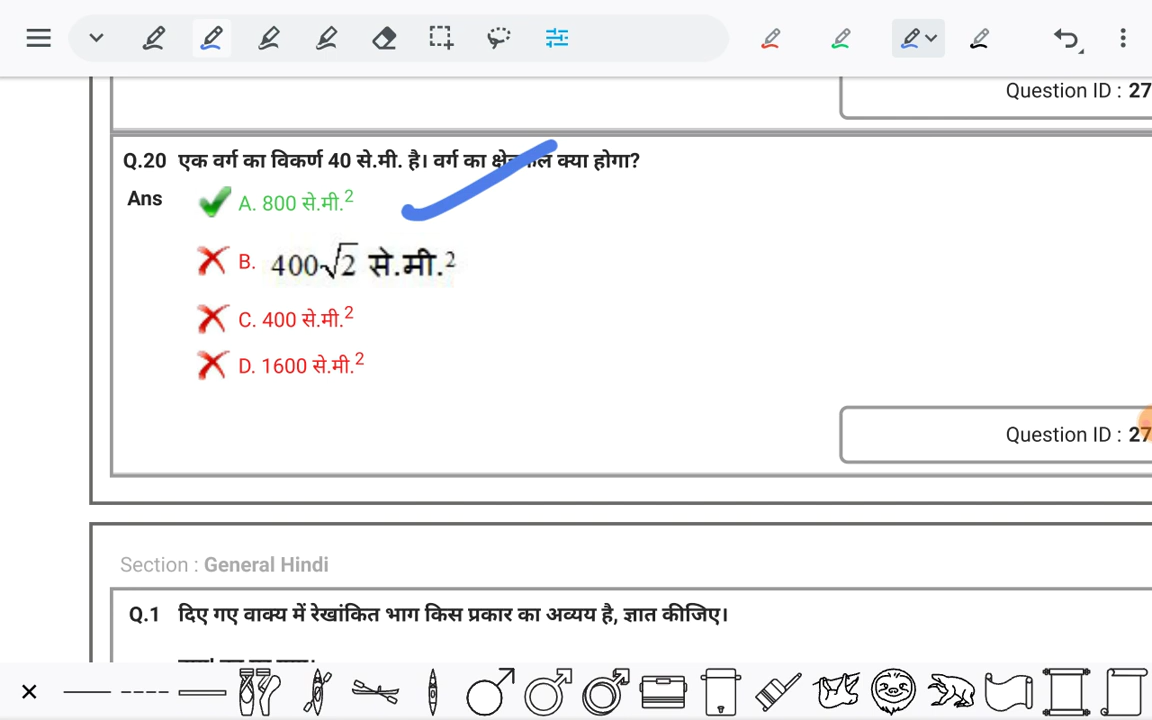 Question ID : 27
Q.20 एक वर्ग का विकर्ण 40 से.मी. है। वर्ग का क्षेत्रफल क्या होगा?
Ans A. 800 से.मी.²
B. 400√2 से.मी.²
C. 400 से.मी.²
D. 1600 से.मी.²
Question ID : 27
Section : General Hindi
Q.1 दिए गए वाक्य में रेखांकित भाग किस प्रकार का अव्यय है, ज्ञात कीजिए।